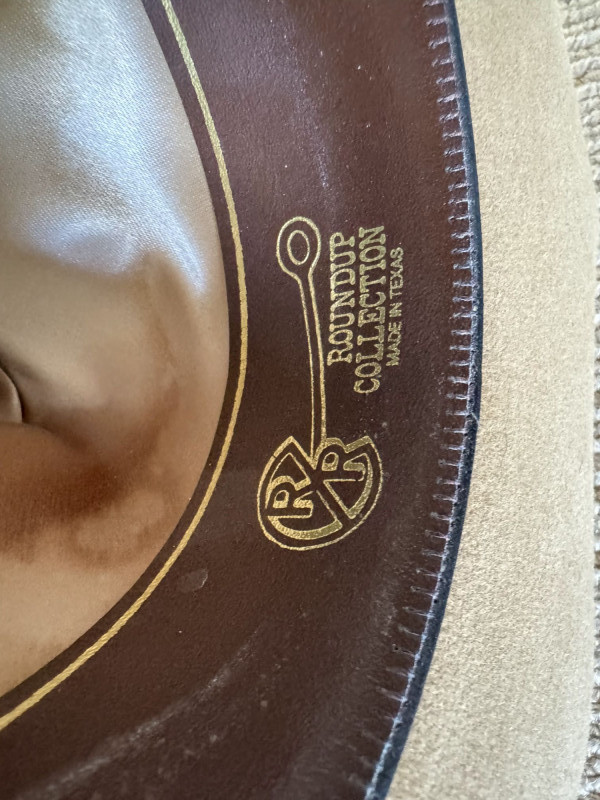 ROUNDUP
COLLECTION
MADE IN TEXAS
R R